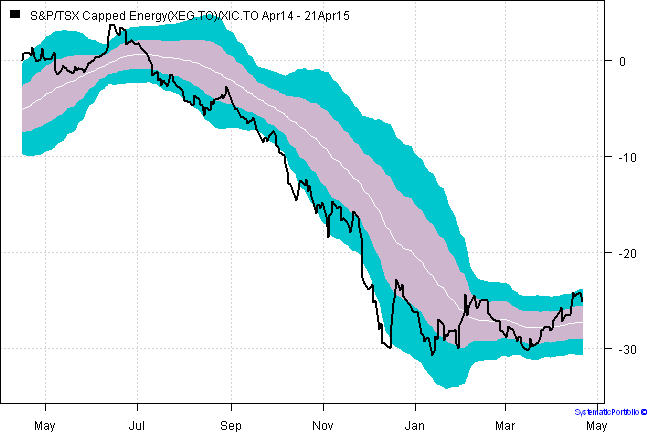 S&P/TSX Capped Energy(XEG.TO)/XIC.TO Apr14 - 21Apr15
0
-10
-20
-30
SystematicPortfolio ©
May Jul Sep Nov Jan Mar May